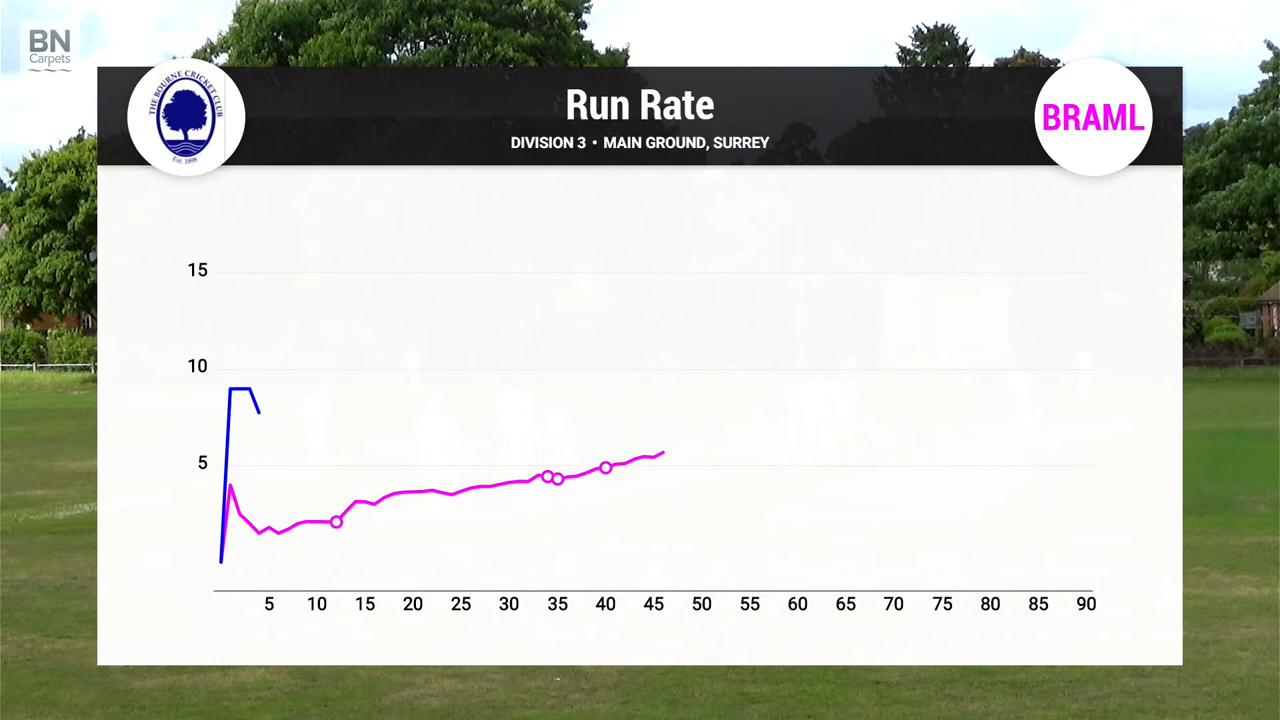 BN
Carpets
THE BOURNE CRICKET CLUB
Est. 1898
Run Rate
DIVISION 3 • MAIN GROUND, SURREY
BRAML
15
10
5
5 10 15 20 25 30 35 40 45 50 55 60 65 70 75 80 85 90